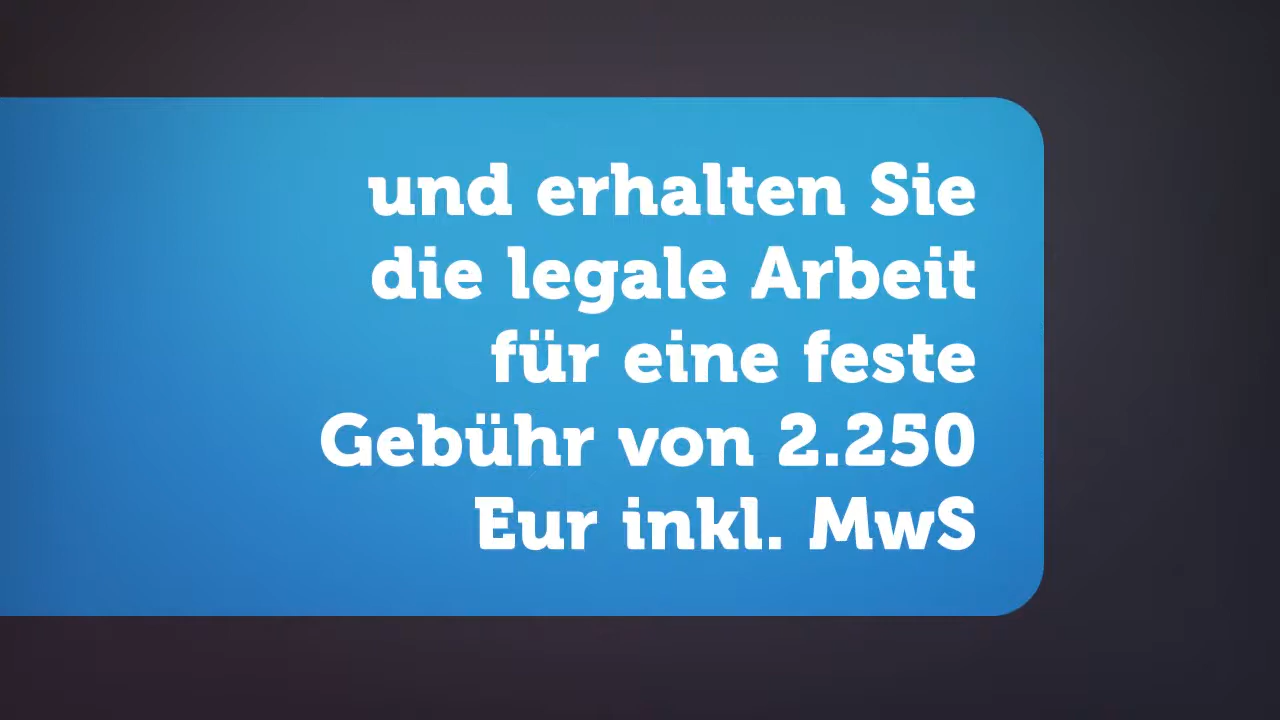 und erhalten Sie
die legale Arbeit
für eine feste
Gebühr von 2.250
Eur inkl. MwS